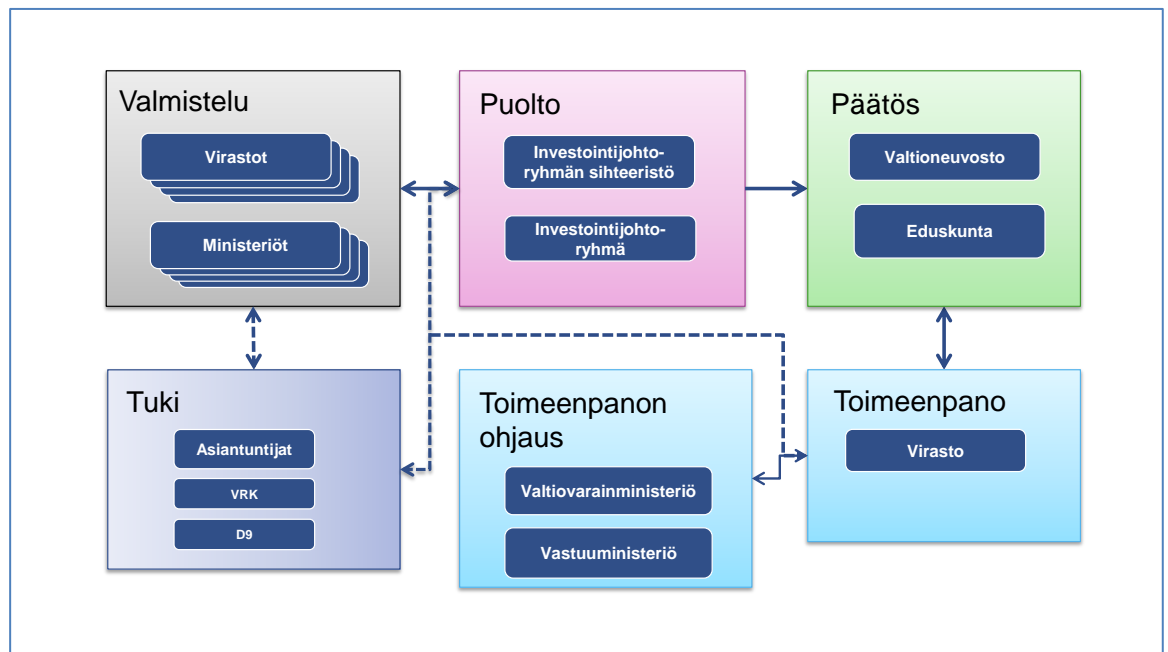 Valmistelu
Virastot
Ministeriöt
Puolto
Investointijohto-
ryhmän sihteeristö
Investointijohto-
ryhmä
Päätös
Valtioneuvosto
Eduskunta
Tuki
Asiantuntijat
VRK
D9
Toimeenpanon
ohjaus
Valtiovarainministeriö
Vastuuministeriö
Toimeenpano
Virasto